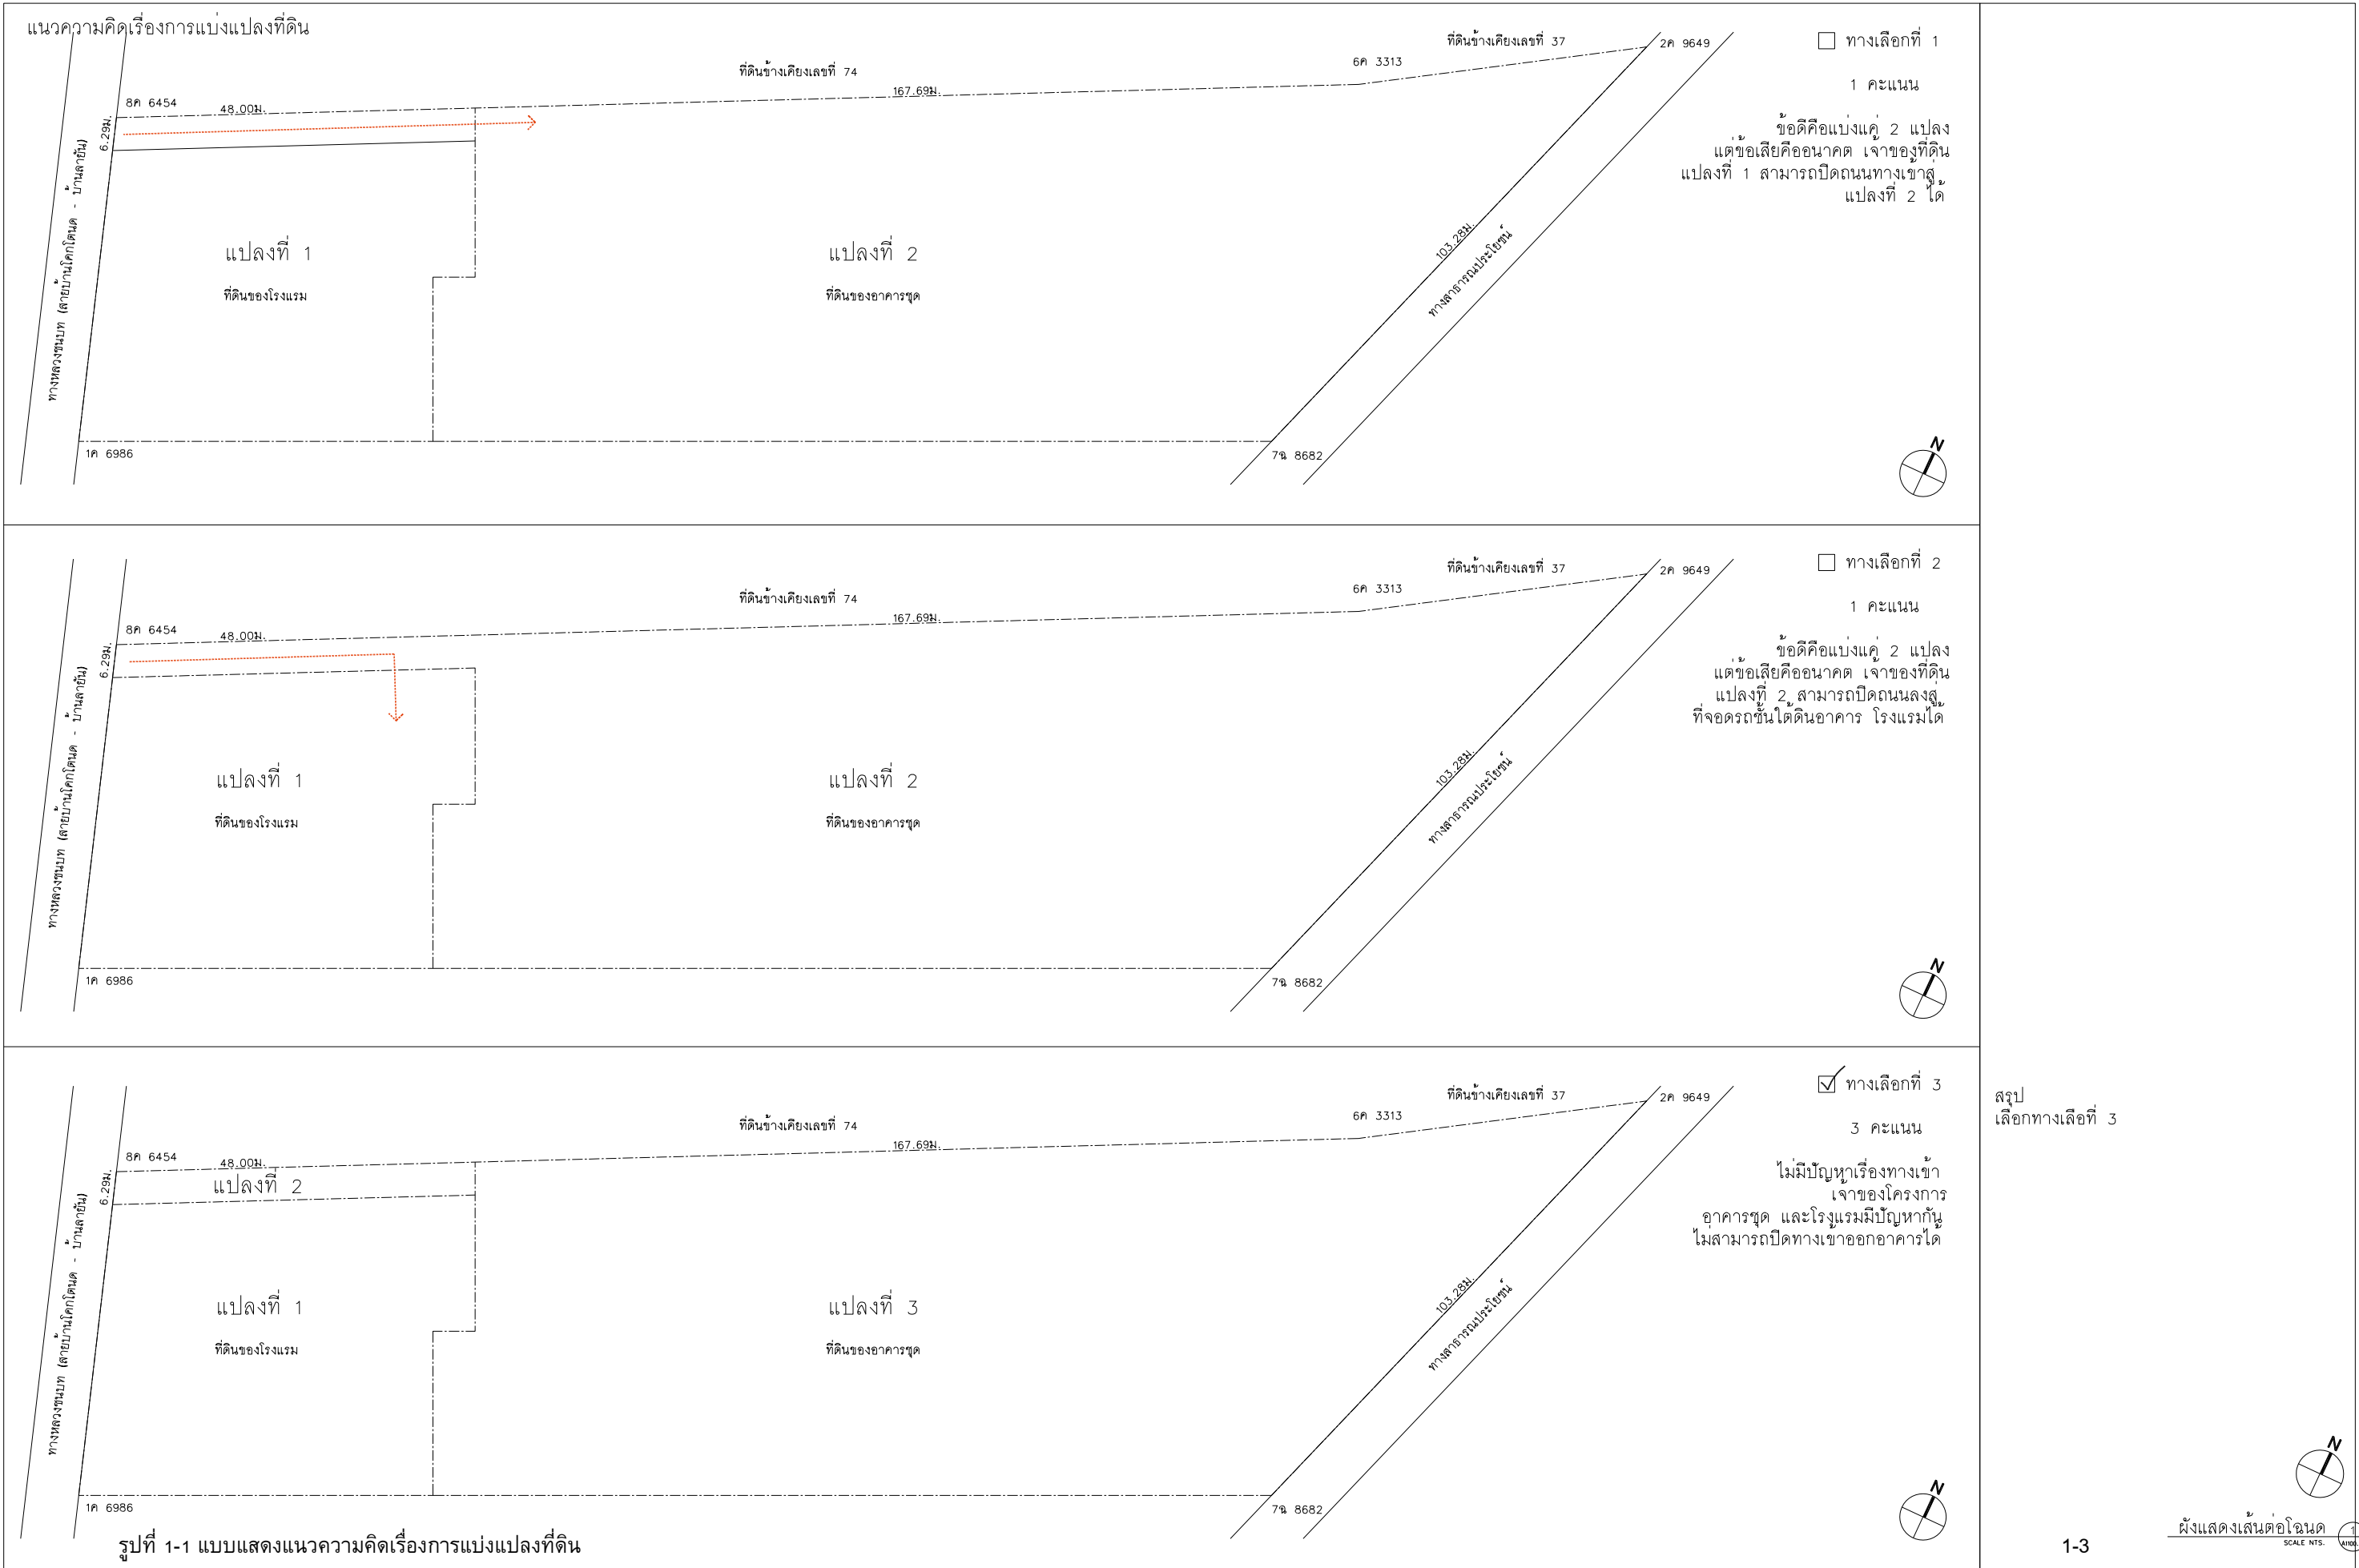 แนวความคิดเรื่องการแบ่งแปลงที่ดิน
ที่ดินข้างเคียงเลขที่ 74
ที่ดินข้างเคียงเลขที่ 37
6ค 3313
2ค 9649
8ค 6454
48.00ม.
167.69ม.
6.29ม.
103.28ม.
ทางหลวงชนบท (สายบ้านโคกโตนด - บ้านลายัน)
ทางสาธารณประโยชน์
แปลงที่ 1
ที่ดินของโรงแรม
แปลงที่ 2
ที่ดินของอาคารชุด
1ค 6986
7ฉ 8682
ทางเลือกที่ 1
1 คะแนน
ข้อดีคือแบ่งแค่ 2 แปลง
แต่ข้อเสียคืออนาคต เจ้าของที่ดิน
แปลงที่ 1 สามารถปิดถนนทางเข้าสู่
แปลงที่ 2 ได้
N
ที่ดินข้างเคียงเลขที่ 74
ที่ดินข้างเคียงเลขที่ 37
6ค 3313
2ค 9649
8ค 6454
48.00ม.
167.69ม.
6.29ม.
103.28ม.
ทางหลวงชนบท (สายบ้านโคกโตนด - บ้านลายัน)
ทางสาธารณประโยชน์
แปลงที่ 1
ที่ดินของโรงแรม
แปลงที่ 2
ที่ดินของอาคารชุด
1ค 6986
7ฉ 8682
ทางเลือกที่ 2
1 คะแนน
ข้อดีคือแบ่งแค่ 2 แปลง
แต่ข้อเสียคืออนาคต เจ้าของที่ดิน
แปลงที่ 2 สามารถปิดถนนลงสู่
ที่จอดรถชั้นใต้ดินอาคาร โรงแรมได้
N
ที่ดินข้างเคียงเลขที่ 74
ที่ดินข้างเคียงเลขที่ 37
6ค 3313
2ค 9649
8ค 6454
48.00ม.
167.69ม.
6.29ม.
103.28ม.
แปลงที่ 2
ทางหลวงชนบท (สายบ้านโคกโตนด - บ้านลายัน)
ทางสาธารณประโยชน์
แปลงที่ 1
ที่ดินของโรงแรม
แปลงที่ 3
ที่ดินของอาคารชุด
1ค 6986
7ฉ 8682
ทางเลือกที่ 3
3 คะแนน
ไม่มีปัญหาเรื่องทางเข้า
เจ้าของโครงการ
อาคารชุด และโรงแรมมีปัญหากัน
ไม่สามารถปิดทางเข้าออกอาคารได้
N
สรุป
เลือกทางเลือที่ 3
N
ผังแสดงเส้นต่อโฉนด
SCALE NTS.
1
รูปที่ 1-1 แบบแสดงแนวความคิดเรื่องการแบ่งแปลงที่ดิน
1-3